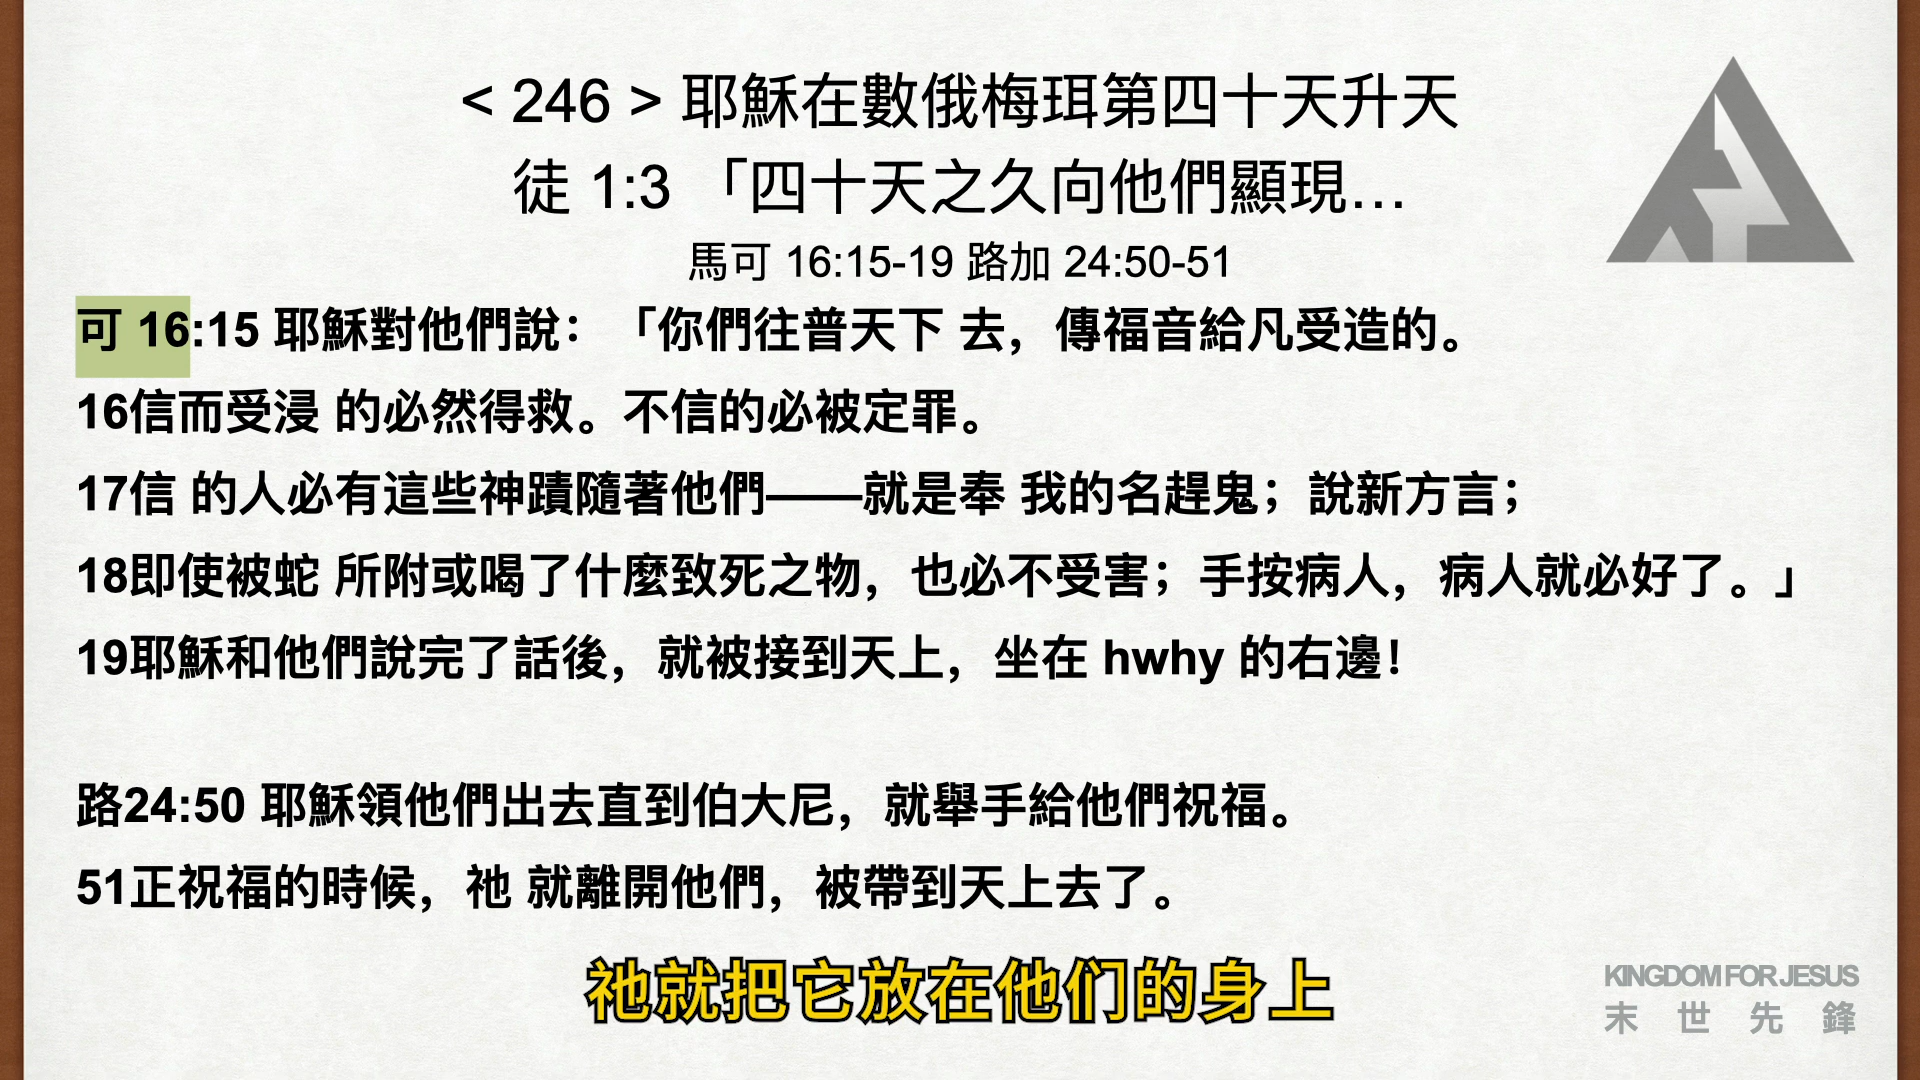 < 246 > 耶穌在數俄梅珥第四十天升天
徒 1:3 「四十天之久向他們顯現…
馬可 16:15-19 路加 24:50-51
可 16:15 耶穌對他們說：「你們往普天下 去，傳福音給凡受造的。
16信而受浸 的必然得救。不信的必被定罪。
17信 的人必有這些神蹟隨著他們——就是奉 我的名趕鬼；說新方言；
18即使被蛇 所附或喝了什麼致死之物，也必不受害；手按病人，病人就必好了。」
19耶穌和他們說完了話後，就被接到天上，坐在 hwhy 的右邊！
路24:50 耶穌領他們出去直到伯大尼，就舉手給他們祝福。
51正祝福的時候，祂 就離開他們，被帶到天上去了。
祂就把它放在他们的身上
KINGDOM FOR JESUS
末世先鋒